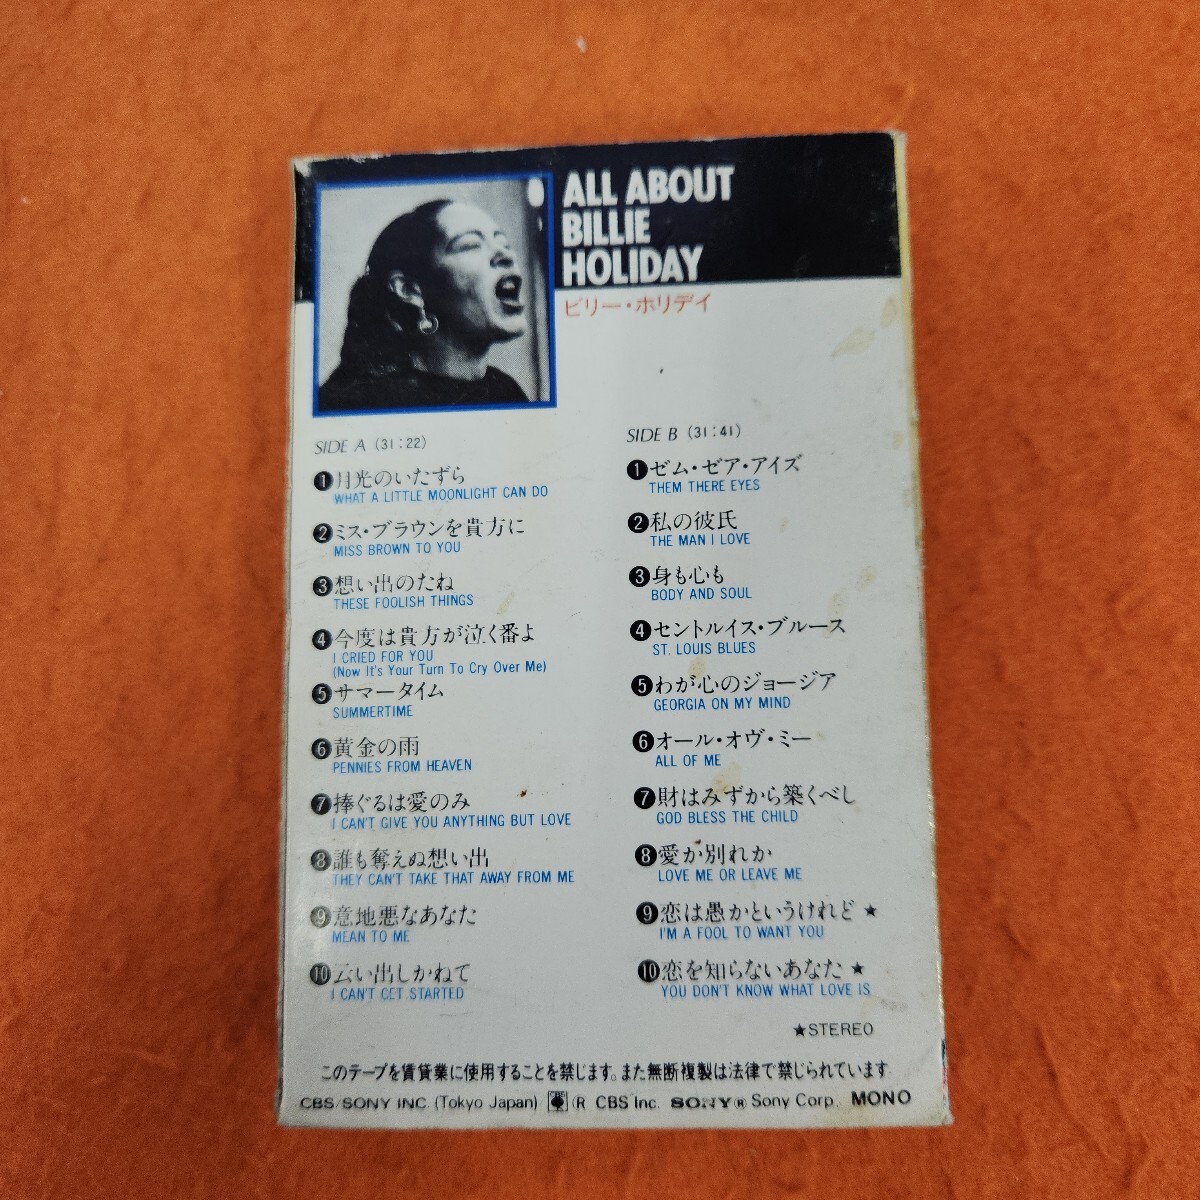 ALL ABOUT
BILLIE
HOLIDAY
ビリー・ホリデイ
SIDE A (31:22)
❶月光のいたずら
WHAT A LITTLE MOONLIGHT CAN DO
❷ミス・ブラウンを貴方に
MISS BROWN TO YOU
❸想い出のたね
THESE FOOLISH THINGS
❹今度は貴方が泣く番よ
I CRIED FOR YOU
(Now It's Your Turn To Cry Over Me)
❺サマータイム
SUMMERTIME
❻黄金の雨
PENNIES FROM HEAVEN
❼捧ぐるは愛のみ
I CAN'T GIVE YOU ANYTHING BUT LOVE
❽誰も奪えぬ想い出
THEY CAN'T TAKE THAT AWAY FROM ME
❾意地悪なあなた
MEAN TO ME
❿云い出しかねて
I CAN'T GET STARTED
SIDE B (31:41)
❶ゼム・ゼア・アイズ
THEM THERE EYES
❷私の彼氏
THE MAN I LOVE
❸身も心も
BODY AND SOUL
❹セントルイス・ブルース
ST. LOUIS BLUES
❺わが心のジョージア
GEORGIA ON MY MIND
❻オール・オヴ・ミー
ALL OF ME
❼財はみずから築くべし
GOD BLESS THE CHILD
❽愛か別れか
LOVE ME OR LEAVE ME
❾恋は愚かというけれど ★
I'M A FOOL TO WANT YOU
❿恋を知らないあなた ★
YOU DON'T KNOW WHAT LOVE IS
★STEREO
このテープを賃貸業に使用することを禁じます。また無断複製は法律で禁じられています
CBS/SONY INC. (Tokyo Japan) ®CBS Inc. SONY® Sony Corp. MONO